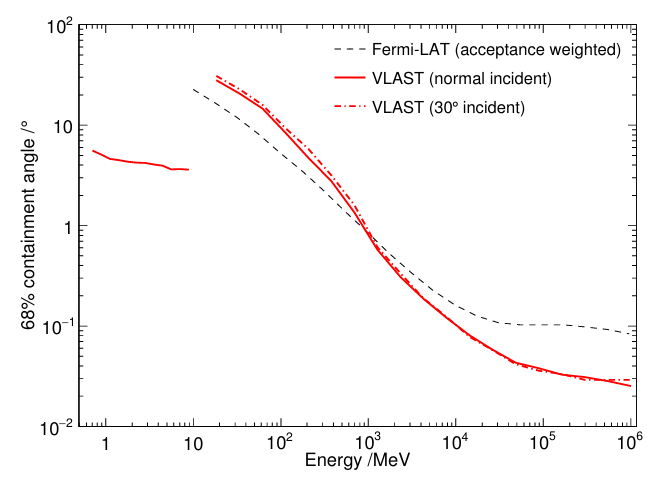 68% containment angle /°
10²
10
1
10⁻¹
10⁻²
Fermi-LAT (acceptance weighted)
VLAST (normal incident)
VLAST (30° incident)
1
10
10²
10³
10⁴
10⁵
10⁶
Energy /MeV